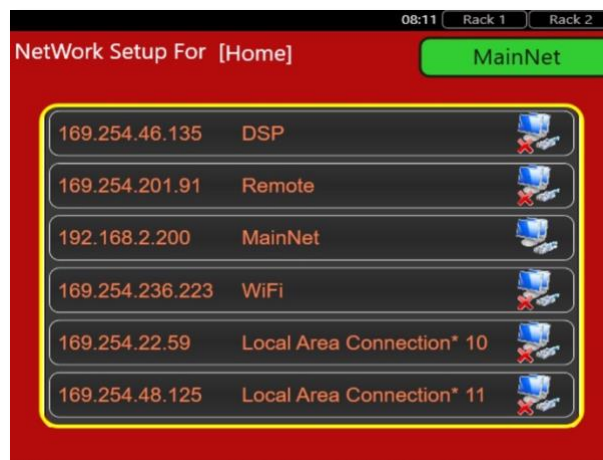 08:11 Rack 1 Rack 2
NetWork Setup For [Home] MainNet
169.254.46.135 DSP
169.254.201.91 Remote
192.168.2.200 MainNet
169.254.236.223 WiFi
169.254.22.59 Local Area Connection* 10
169.254.48.125 Local Area Connection* 11